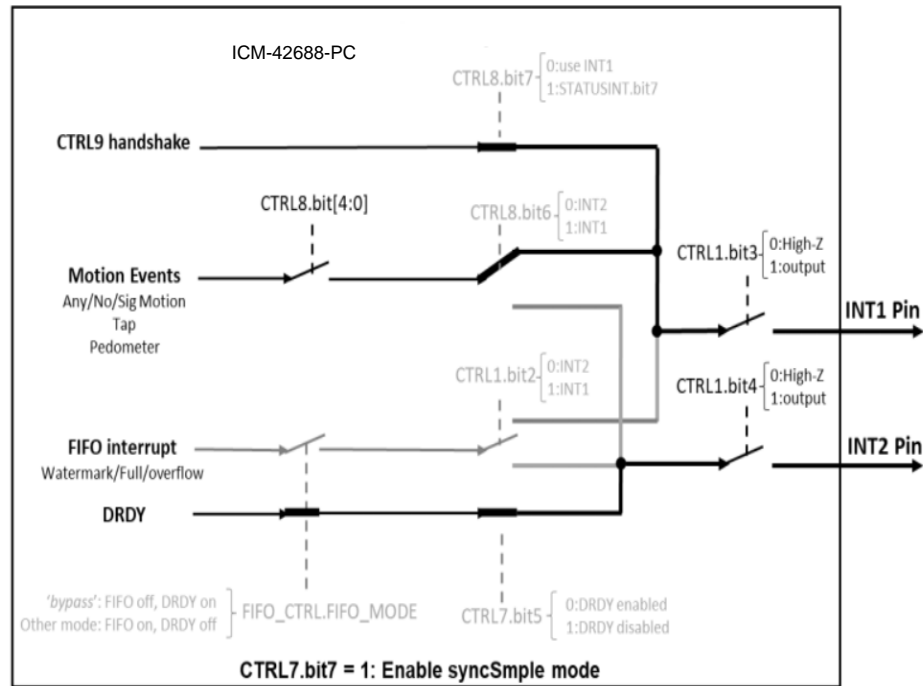 ICM-42688-PC
CTRL8.bit7
0:use INT1
1:STATUSINT.bit7
CTRL9 handshake
CTRL8.bit[4:0]
CTRL8.bit6
0:INT2
1:INT1
CTRL1.bit3
0:High-Z
1:output
Motion Events
Any/No/Sig Motion
Tap
Pedometer
INT1 Pin
CTRL1.bit2
0:INT2
1:INT1
CTRL1.bit4
0:High-Z
1:output
FIFO interrupt
Watermark/Full/overflow
INT2 Pin
DRDY
'bypass': FIFO off, DRDY on
Other mode: FIFO on, DRDY off
FIFO_CTRL.FIFO_MODE
CTRL7.bit5
0:DRDY enabled
1:DRDY disabled
CTRL7.bit7 = 1: Enable syncSmple mode